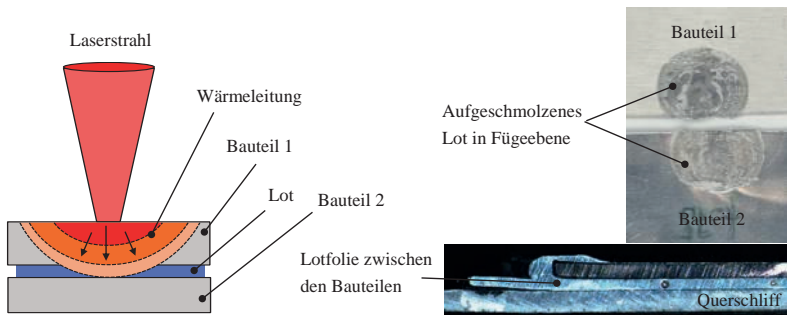 Laserstrahl
Wärmeleitung
Bauteil 1
Lot
Bauteil 2
Bauteil 1
Aufgeschmolzenes
Lot in Fügeebene
Bauteil 2
Lotfolie zwischen
den Bauteilen
Querschliff